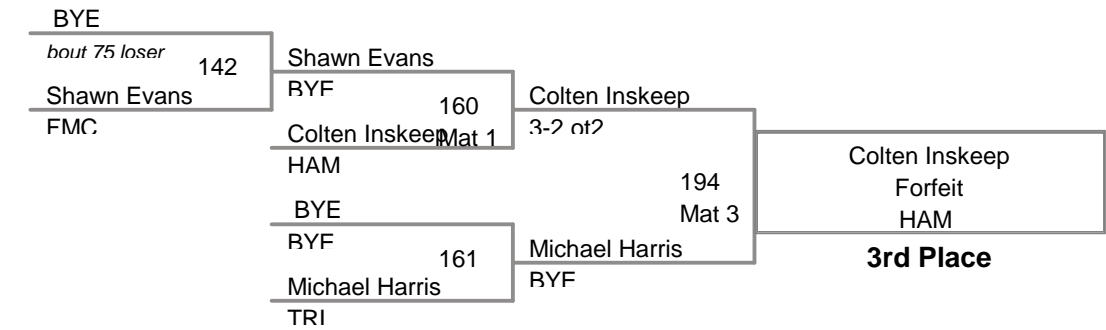 BYE
bout 75 loser
142
Shawn Evans
Shawn Evans
BYE
160
Colten Inskeep
FMC
Colten Inskeep
Mat 1
3-2 ot2
HAM
Colten Inskeep
194
Forfeit
BYE
Mat 3
HAM
BYE
161
Michael Harris
3rd Place
Michael Harris
BYE
TRI